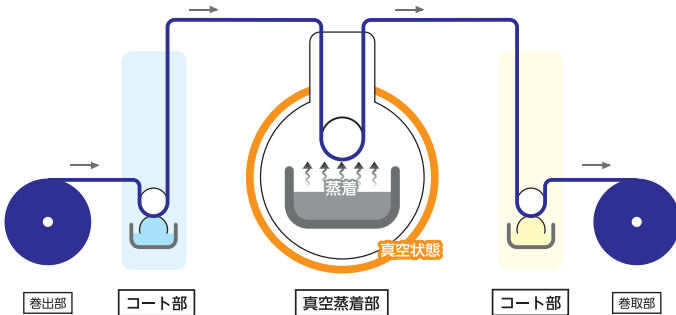 蒸着
真空状態
巻出部
コート部
真空蒸着部
コート部
巻取部